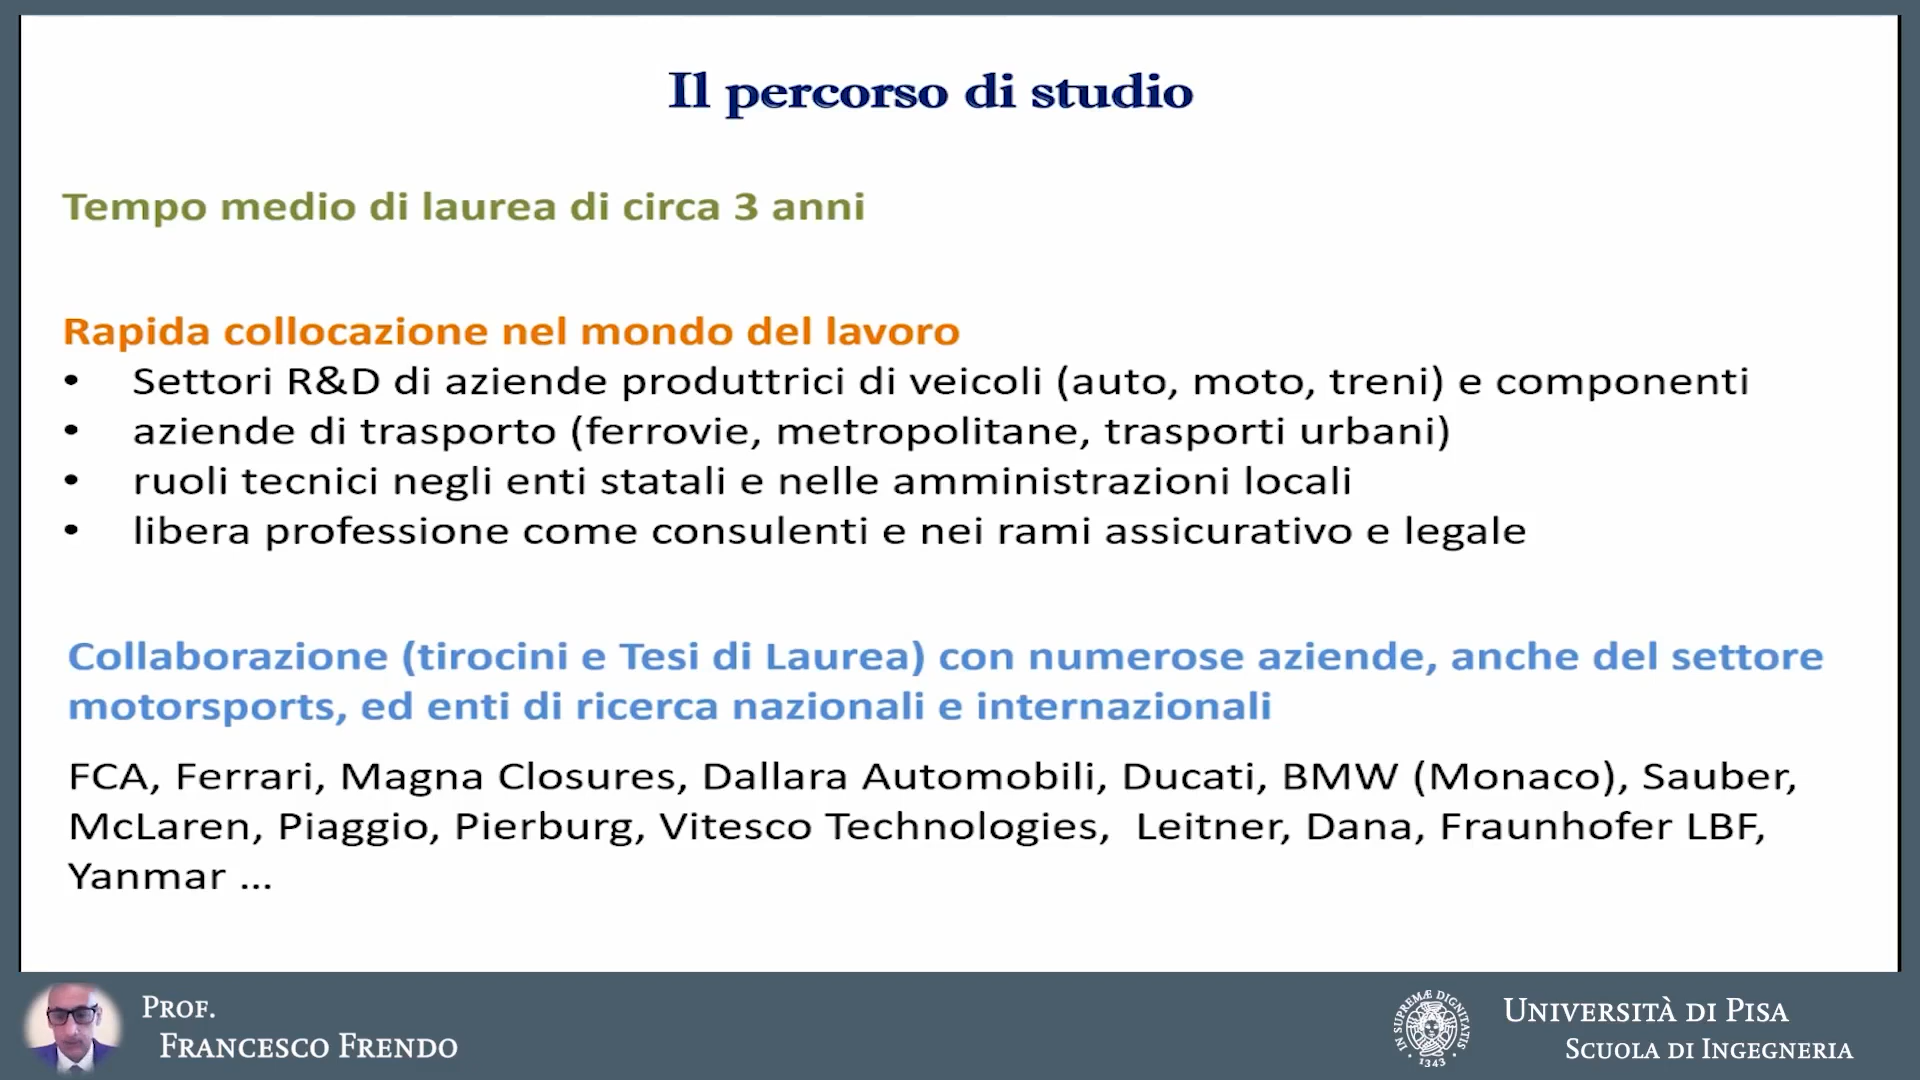 Il percorso di studio
Tempo medio di laurea di circa 3 anni
Rapida collocazione nel mondo del lavoro
• Settori R&D di aziende produttrici di veicoli (auto, moto, treni) e componenti
• aziende di trasporto (ferrovie, metropolitane, trasporti urbani)
• ruoli tecnici negli enti statali e nelle amministrazioni locali
• libera professione come consulenti e nei rami assicurativo e legale
Collaborazione (tirocini e Tesi di Laurea) con numerose aziende, anche del settore
motorsports, ed enti di ricerca nazionali e internazionali
FCA, Ferrari, Magna Closures, Dallara Automobili, Ducati, BMW (Monaco), Sauber,
McLaren, Piaggio, Pierburg, Vitesco Technologies, Leitner, Dana, Fraunhofer LBF,
Yanmar ...
Prof.
Francesco Frendo
IN SUPREMÆ DIGNITATIS
· 1343 ·
Università di Pisa
Scuola di Ingegneria